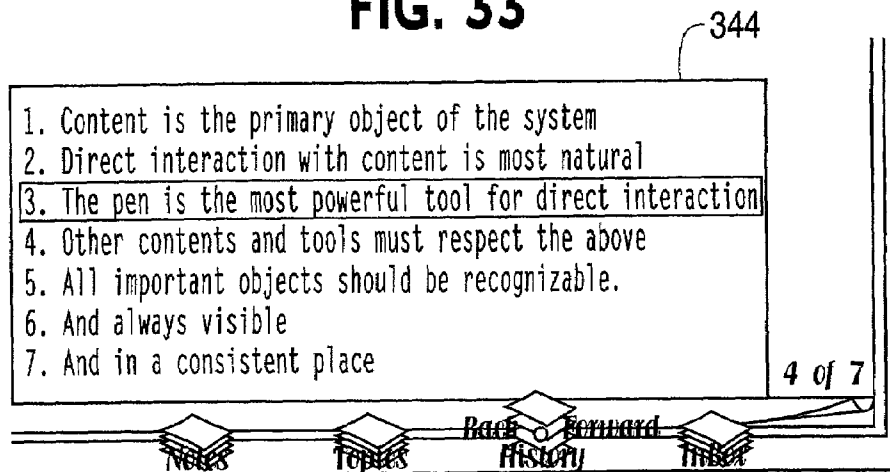 FIG. 33
344
1. Content is the primary object of the system
2. Direct interaction with content is most natural
3. The pen is the most powerful tool for direct interaction
4. Other contents and tools must respect the above
5. All important objects should be recognizable.
6. And always visible
7. And in a consistent place
4 of 7
Back Forward
Notes Topics History Inbox